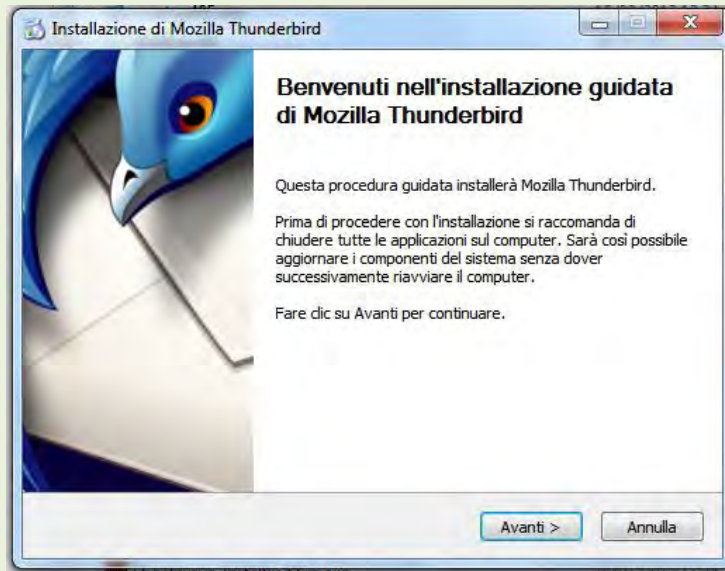 Installazione di Mozilla Thunderbird
Benvenuti nell'installazione guidata
di Mozilla Thunderbird
Questa procedura guidata installerà Mozilla Thunderbird.
Prima di procedere con l'installazione si raccomanda di
chiudere tutte le applicazioni sul computer. Sarà così possibile
aggiornare i componenti del sistema senza dover
successivamente riavviare il computer.
Fare clic su Avanti per continuare.
Avanti >
Annulla